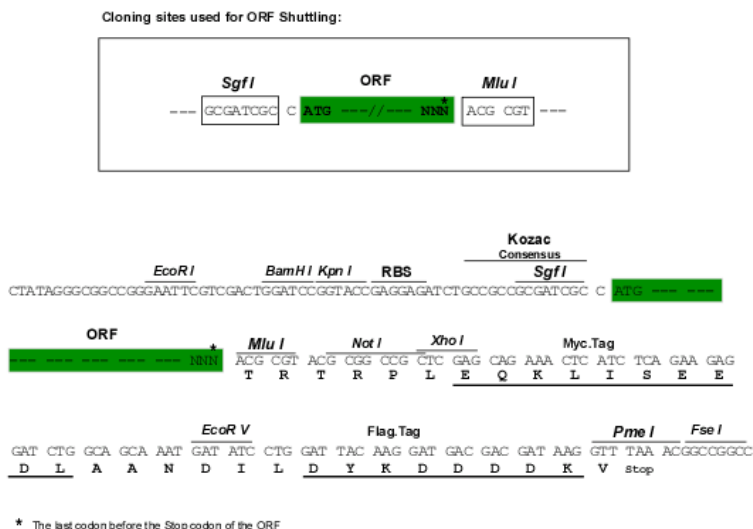 Cloning sites used for ORF Shuttling:
Sgf I ORF Mlu I
*
--- GCGATCGC C ATG ---//--- NNN ACG CGT ---
Kozac
Consensus
EcoR I BamH I Kpn I RBS Sgf I
CTATAGGGCGGCCGGGAATTCGTCGACTGGATCCGGTACCGAGGAGATCTGCCGCCGCGATCGC C ATG --- ---
ORF * Mlu I Not I Xho I Myc.Tag
--- --- --- --- --- --- NNN ACG CGT ACG CGG CCG CTC GAG CAG AAA CTC ATC TCA GAA GAG
T R T R P L E Q K L I S E E
EcoR V Flag.Tag Pme I Fse I
GAT CTG GCA GCA AAT GAT ATC CTG GAT TAC AAG GAT GAC GAC GAT AAG GTT TAA ACGGCCGGCC
D L A A N D I L D Y K D D D D K V Stop
* The last codon before the Stop codon of the ORF